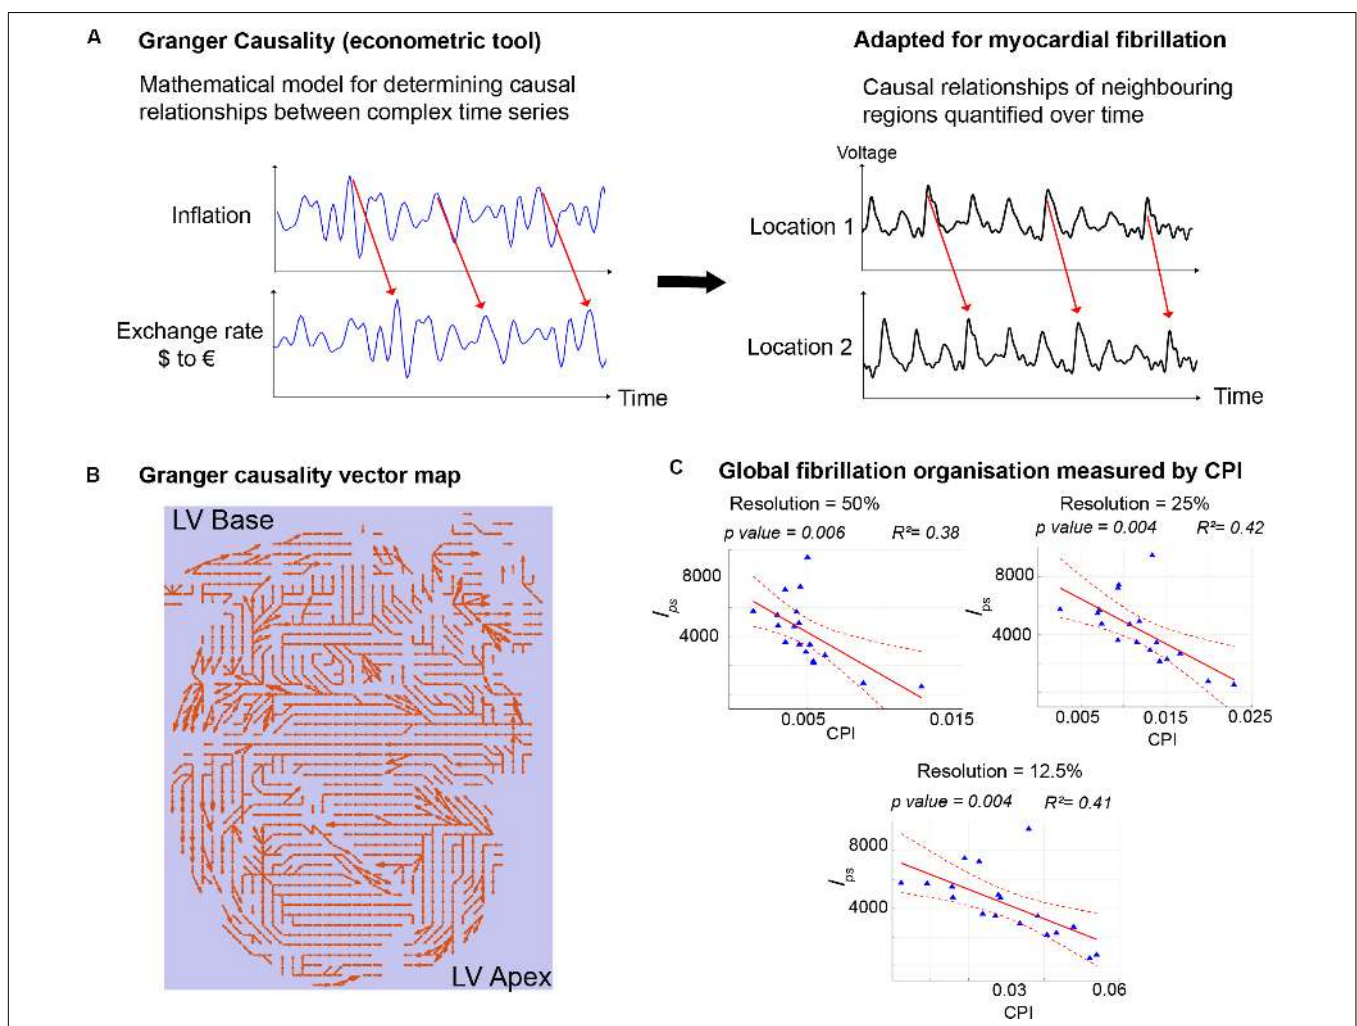 A Granger Causality (econometric tool)
Mathematical model for determining causal
relationships between complex time series
Inflation
Exchange rate
$ to €
Time
Adapted for myocardial fibrillation
Causal relationships of neighbouring
regions quantified over time
Voltage
Location 1
Location 2
Time
B Granger causality vector map
LV Base
LV Apex
C Global fibrillation organisation measured by CPI
Resolution = 50%
p value = 0.006 R²= 0.38
8000
4000
I_ps
0.005 0.015
CPI
Resolution = 25%
p value = 0.004 R²= 0.42
8000
4000
I_ps
0.005 0.015 0.025
CPI
Resolution = 12.5%
p value = 0.004 R²= 0.41
8000
4000
I_ps
0.03 0.06
CPI